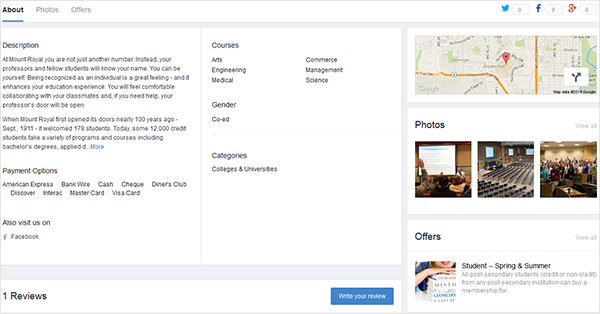 About Photos Offers
0 0 0
Description
At Mount Royal you are not just another number. Instead, your
professors and fellow students will know your name. You can be
yourself. Being recognized as an individual is a great feeling - and it
enhances your education experience. You will feel comfortable
collaborating with your classmates and, if you need help, your
professor's door will be open.
When Mount Royal first opened its doors nearly 100 years ago -
Sept., 1911 - it welcomed 179 students. Today, some 12,000 credit
students take a variety of programs and courses including
bachelor's degrees, applied d...More
Payment Options
American Express Bank Wire Cash Cheque Diner's Club
Discover Interac Master Card Visa Card
Also visit us on
Facebook
Courses
Arts Commerce
Engineering Management
Medical Science
Gender
Co-ed
Categories
Colleges & Universities
Google
Map data ©2014 Google
Photos View all
Offers View all
Student – Spring & Summer
All post-secondary students (credit or non-credit)
from any post-secondary institution can buy a
membership for...
1 Reviews Write your review